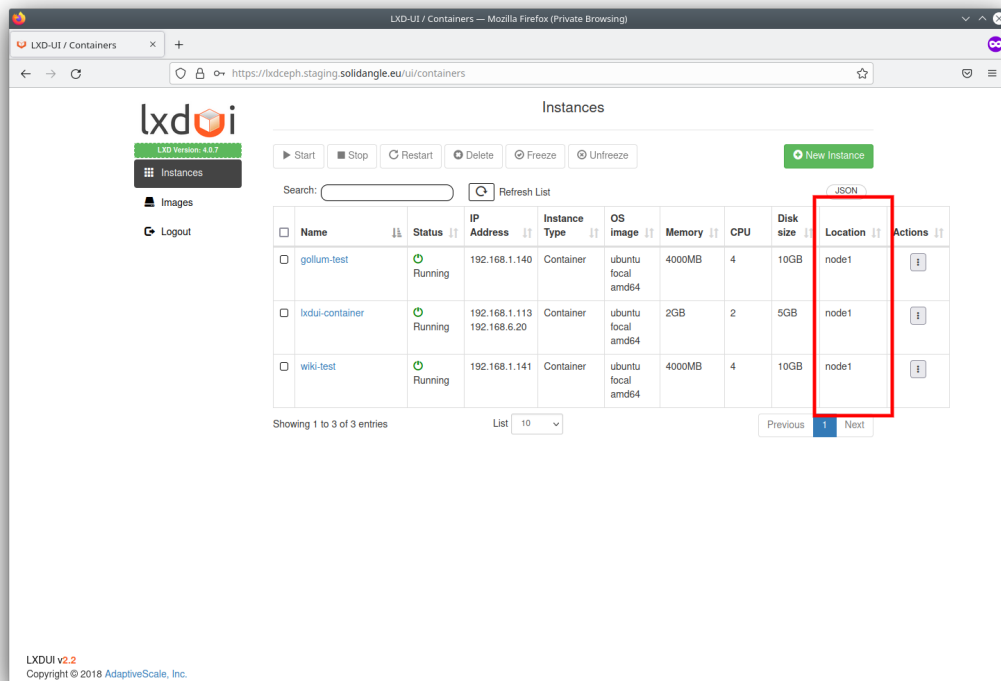 LXD-UI / Containers — Mozilla Firefox (Private Browsing)
LXD-UI / Containers
https://lxdceph.staging.solidangle.eu/ui/containers
lxdui
LXD Version: 4.0.7
Instances
Images
Logout
Instances
Start Stop Restart Delete Freeze Unfreeze New Instance
Search: Refresh List JSON
Name Status IP Address Instance Type OS image Memory CPU Disk size Location Actions
gollum-test Running 192.168.1.140 Container ubuntu focal amd64 4000MB 4 10GB node1
lxdui-container Running 192.168.1.113 192.168.6.20 Container ubuntu focal amd64 2GB 2 5GB node1
wiki-test Running 192.168.1.141 Container ubuntu focal amd64 4000MB 4 10GB node1
Showing 1 to 3 of 3 entries List 10 Previous 1 Next
LXDUI v2.2
Copyright © 2018 AdaptiveScale, Inc.